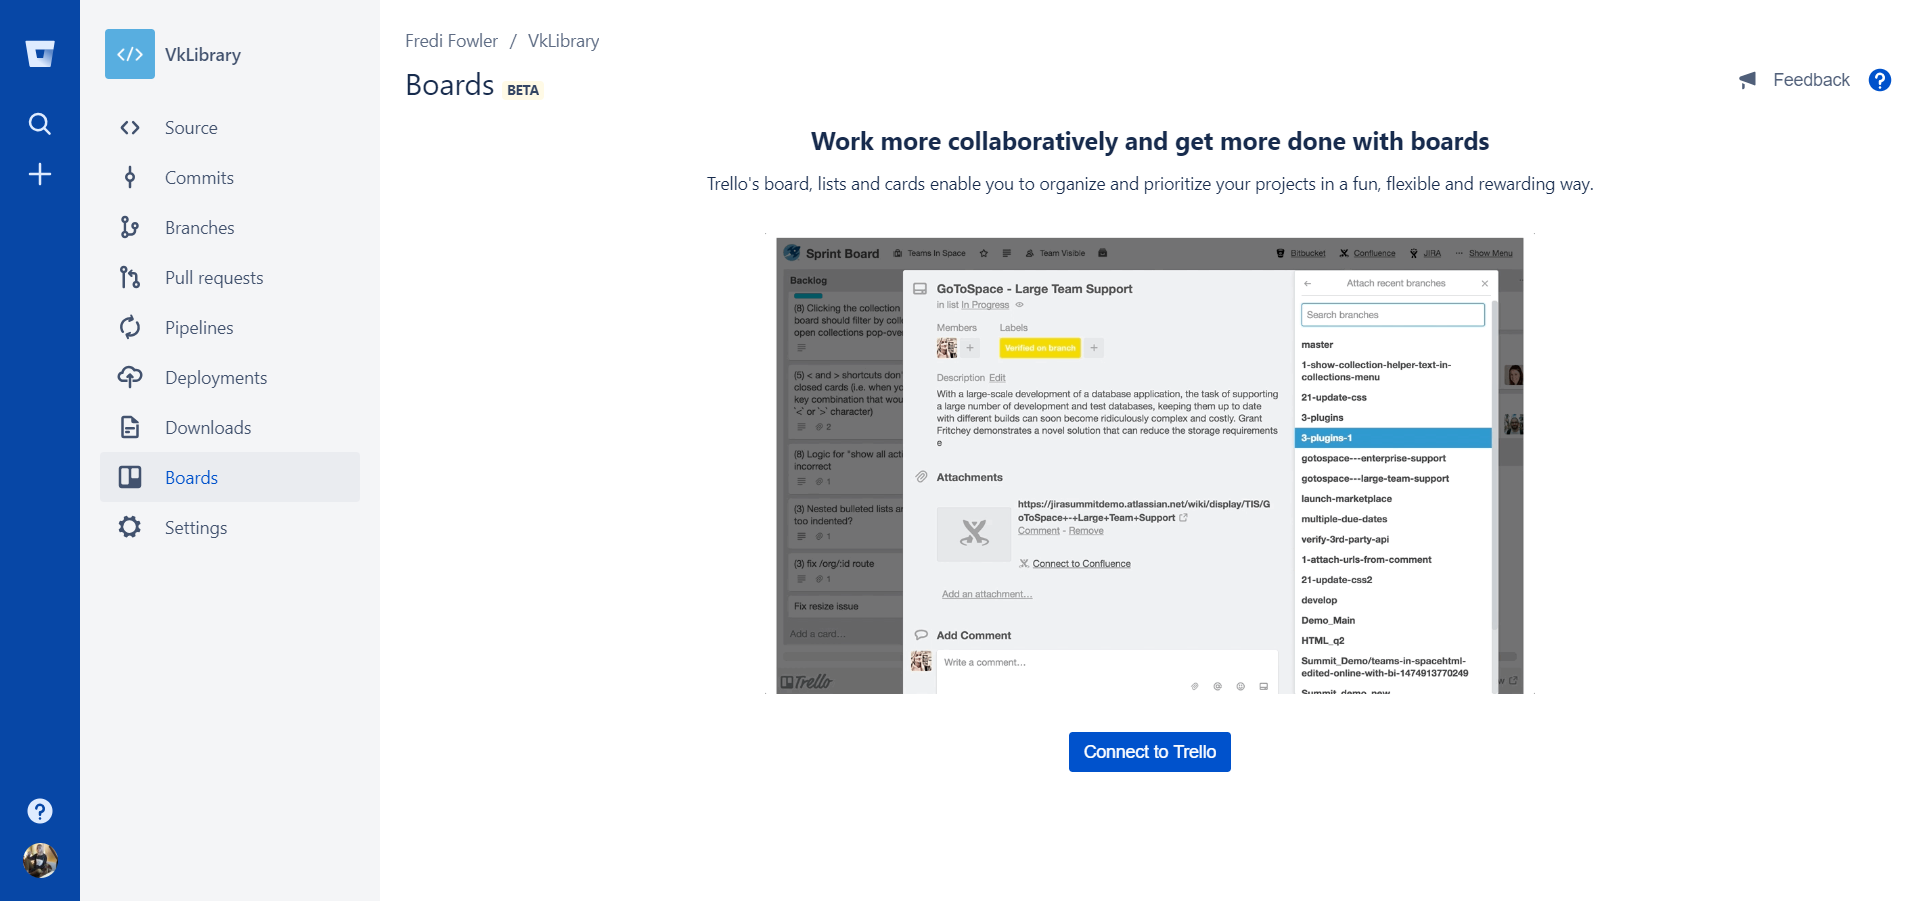 VkLibrary
Source
Commits
Branches
Pull requests
Pipelines
Deployments
Downloads
Boards
Settings
Fredi Fowler / VkLibrary
Boards BETA
Feedback
Work more collaboratively and get more done with boards
Trello's board, lists and cards enable you to organize and prioritize your projects in a fun, flexible and rewarding way.
Sprint Board Teams In Space Team Visible Bitbucket Confluence JIRA ... Show Menu
Backlog
(8) Clicking the collection
board should filter by colle
open collections pop-over
(5) < and > shortcuts don'
closed cards (i.e. when yo
key combination that wou
`<` or `>` character)
2
(8) Logic for "show all acti
incorrect
1
(3) Nested bulleted lists a
too indented?
1
(3) fix /org/:id route
1
Fix resize issue
Add a card...
Trello
GoToSpace - Large Team Support
in list In Progress
Members Labels
Verified on branch
Description Edit
With a large-scale development of a database application, the task of supporting
a large number of development and test databases, keeping them up to date
with different builds can soon become ridiculously complex and costly. Grant
Fritchey demonstrates a novel solution that can reduce the storage requirements
e
Attachments
https://jirasummitdemo.atlassian.net/wiki/display/TIS/G
oToSpace+-+Large+Team+Support
Comment - Remove
Connect to Confluence
Add an attachment...
Add Comment
Write a comment...
Attach recent branches
Search branches
master
1-show-collection-helper-text-in-
collections-menu
21-update-css
3-plugins
3-plugins-1
gotospace---enterprise-support
gotospace---large-team-support
launch-marketplace
multiple-due-dates
verify-3rd-party-api
1-attach-urls-from-comment
21-update-css2
develop
Demo_Main
HTML_q2
Summit_Demo/teams-in-spacehtml-
edited-online-with-bi-1474913770249
Summit_demo_new
Connect to Trello